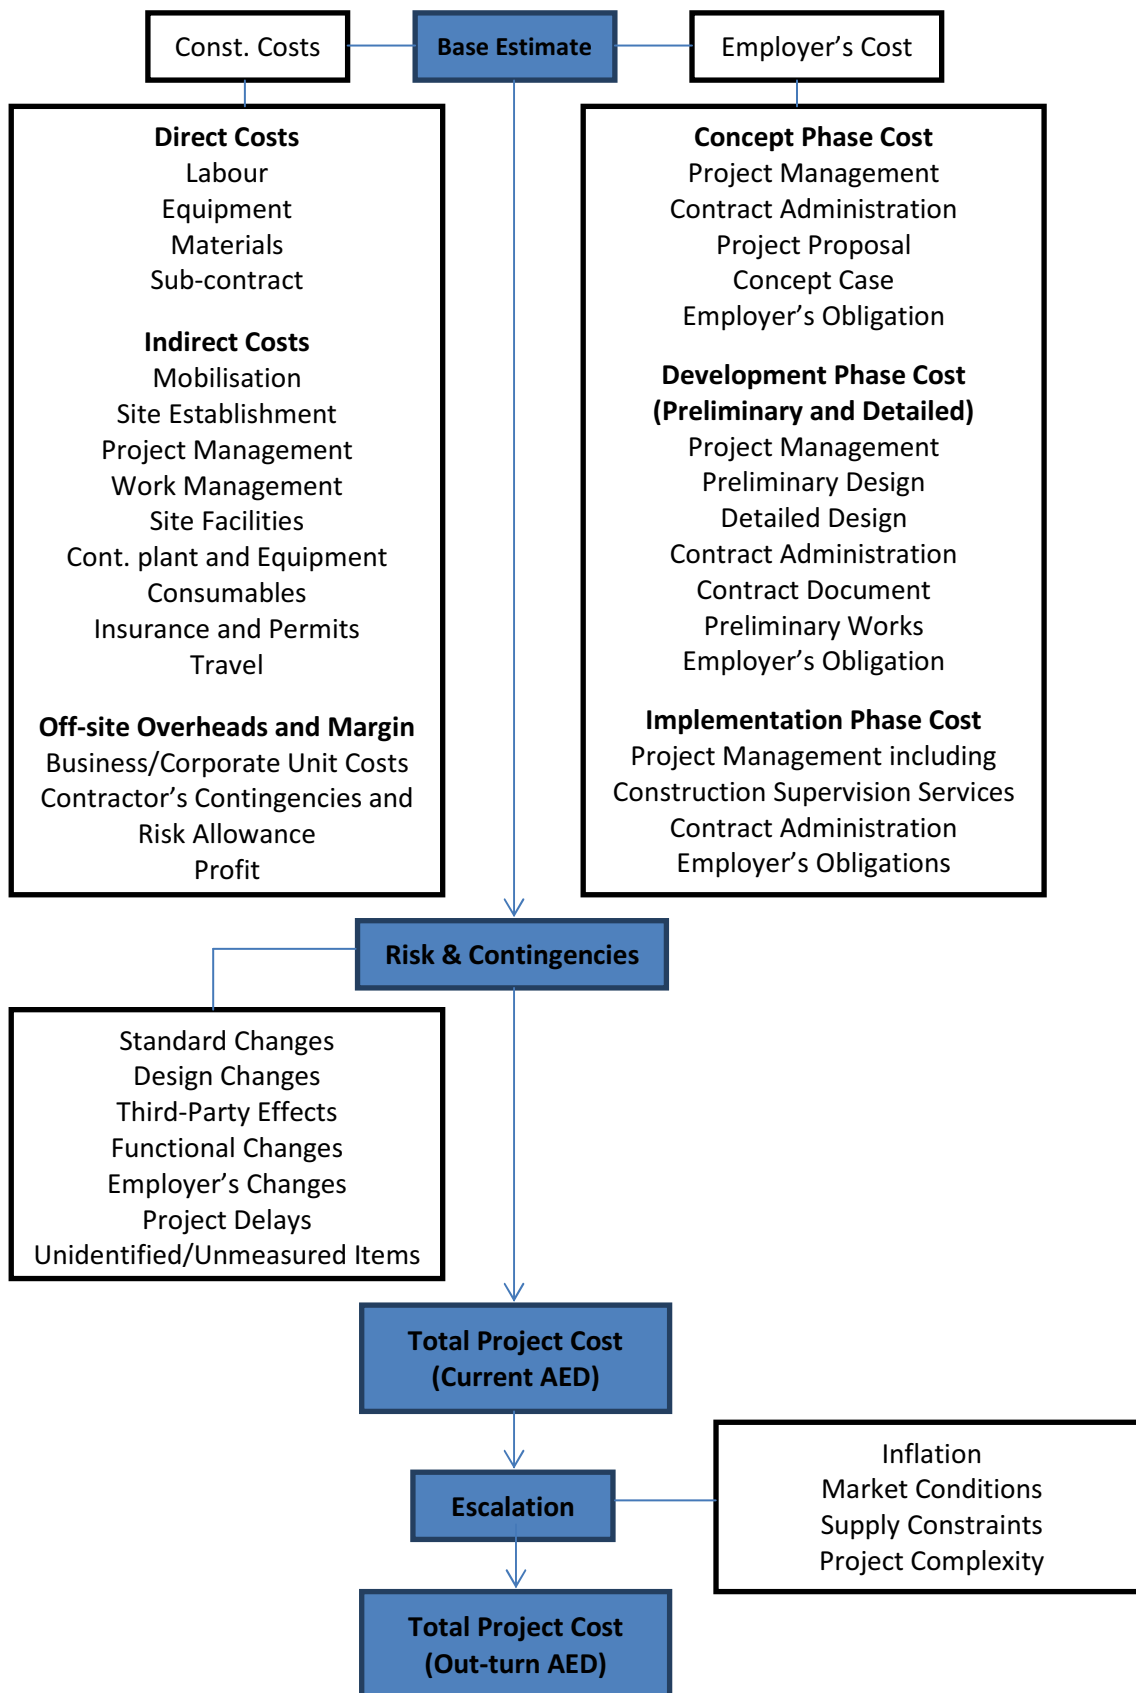 Const. Costs
Base Estimate
Employer’s Cost
Direct Costs
Labour
Equipment
Materials
Sub-contract
Indirect Costs
Mobilisation
Site Establishment
Project Management
Work Management
Site Facilities
Cont. plant and Equipment
Consumables
Insurance and Permits
Travel
Off-site Overheads and Margin
Business/Corporate Unit Costs
Contractor’s Contingencies and
Risk Allowance
Profit
Concept Phase Cost
Project Management
Contract Administration
Project Proposal
Concept Case
Employer’s Obligation
Development Phase Cost
(Preliminary and Detailed)
Project Management
Preliminary Design
Detailed Design
Contract Administration
Contract Document
Preliminary Works
Employer’s Obligation
Implementation Phase Cost
Project Management including
Construction Supervision Services
Contract Administration
Employer’s Obligations
Risk & Contingencies
Standard Changes
Design Changes
Third-Party Effects
Functional Changes
Employer’s Changes
Project Delays
Unidentified/Unmeasured Items
Total Project Cost
(Current AED)
Escalation
Inflation
Market Conditions
Supply Constraints
Project Complexity
Total Project Cost
(Out-turn AED)